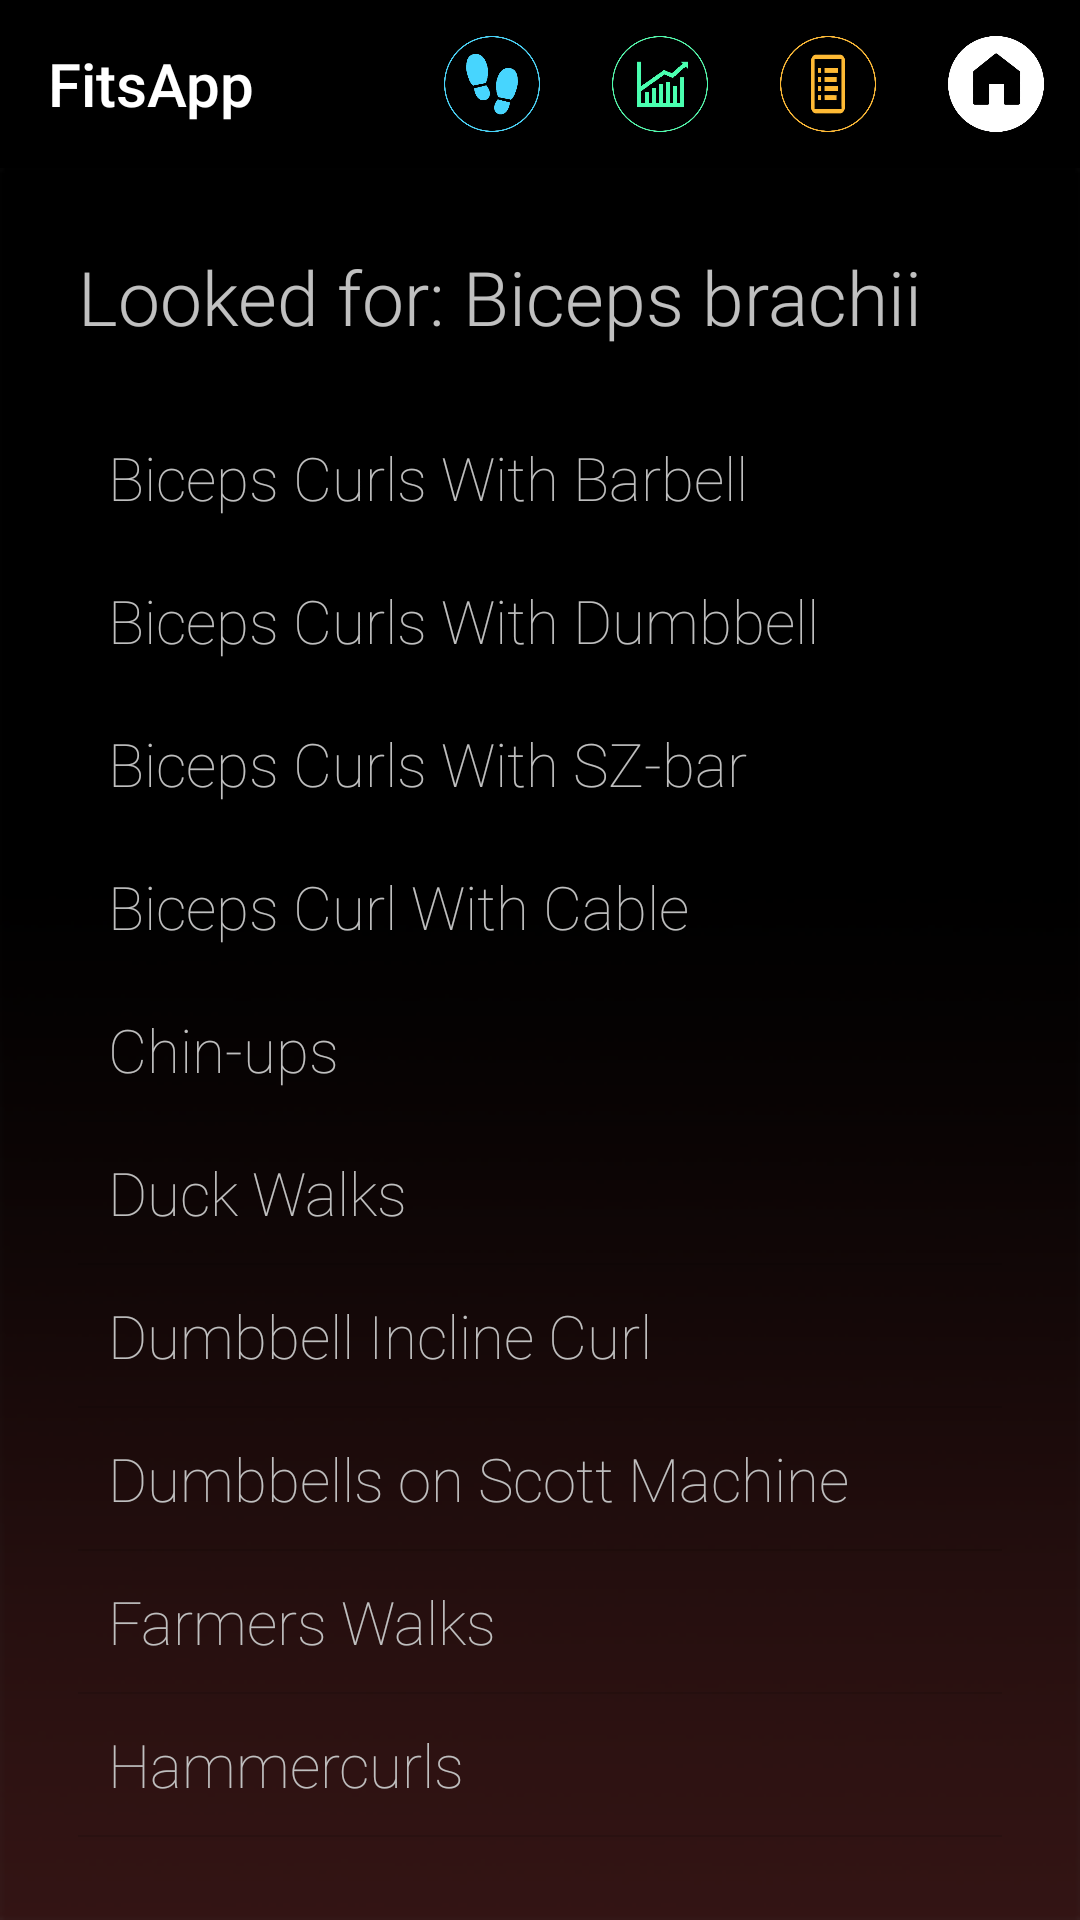 FitsApp
Looked for: Biceps brachii
Biceps Curls With Barbell
Biceps Curls With Dumbbell
Biceps Curls With SZ-bar
Biceps Curl With Cable
Chin-ups
Duck Walks
Dumbbell Incline Curl
Dumbbells on Scott Machine
Farmers Walks
Hammercurls